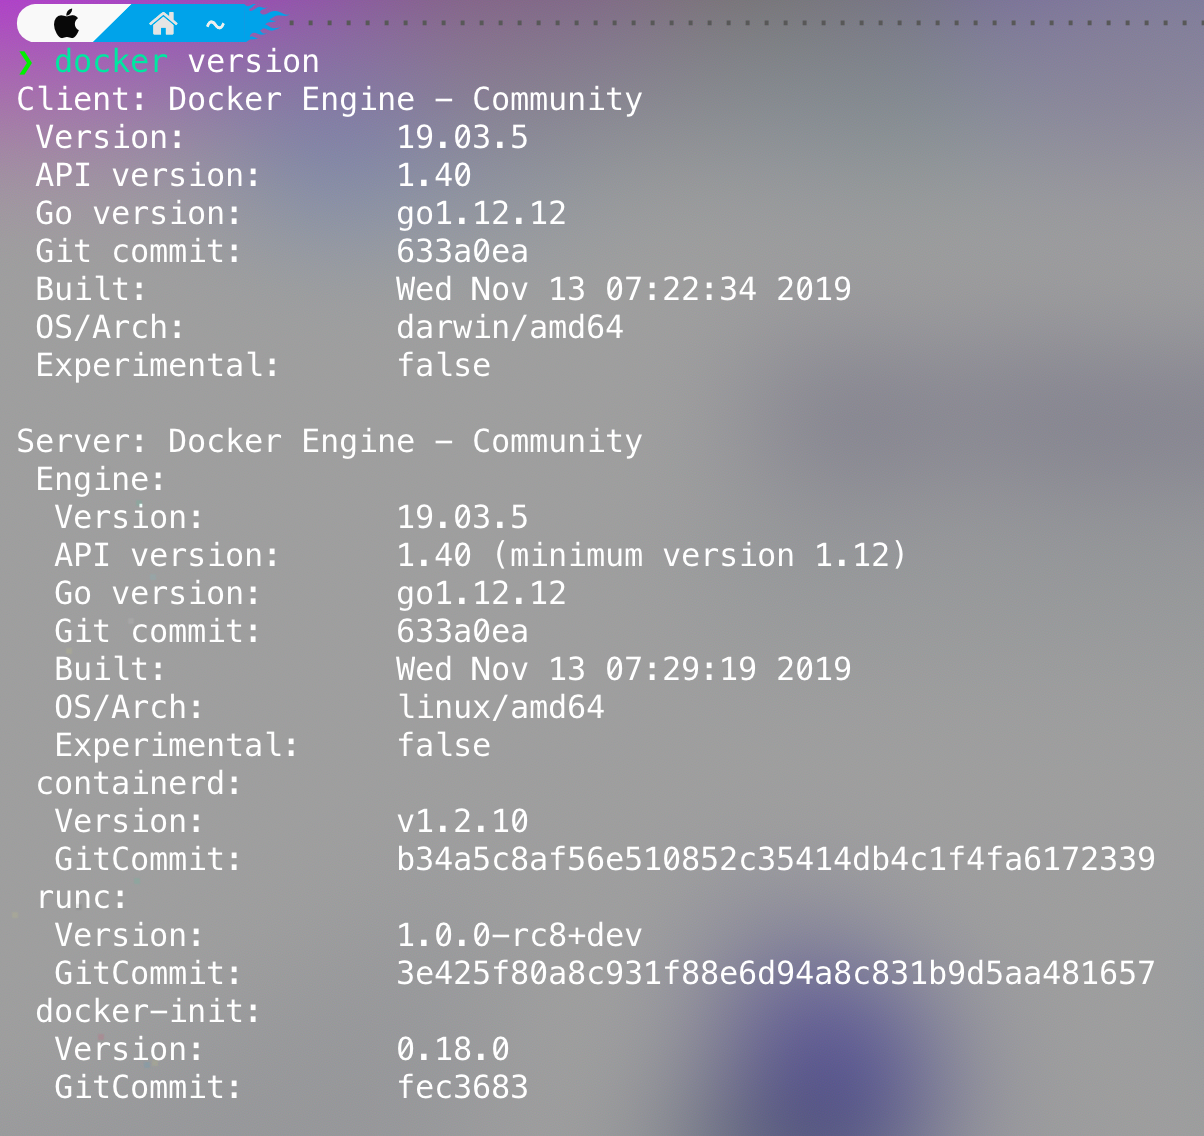 ~
❯ docker version
Client: Docker Engine - Community
 Version:           19.03.5
 API version:       1.40
 Go version:        go1.12.12
 Git commit:        633a0ea
 Built:             Wed Nov 13 07:22:34 2019
 OS/Arch:           darwin/amd64
 Experimental:      false

Server: Docker Engine - Community
 Engine:
  Version:          19.03.5
  API version:      1.40 (minimum version 1.12)
  Go version:       go1.12.12
  Git commit:       633a0ea
  Built:            Wed Nov 13 07:29:19 2019
  OS/Arch:          linux/amd64
  Experimental:     false
 containerd:
  Version:          v1.2.10
  GitCommit:        b34a5c8af56e510852c35414db4c1f4fa6172339
 runc:
  Version:          1.0.0-rc8+dev
  GitCommit:        3e425f80a8c931f88e6d94a8c831b9d5aa481657
 docker-init:
  Version:          0.18.0
  GitCommit:        fec3683